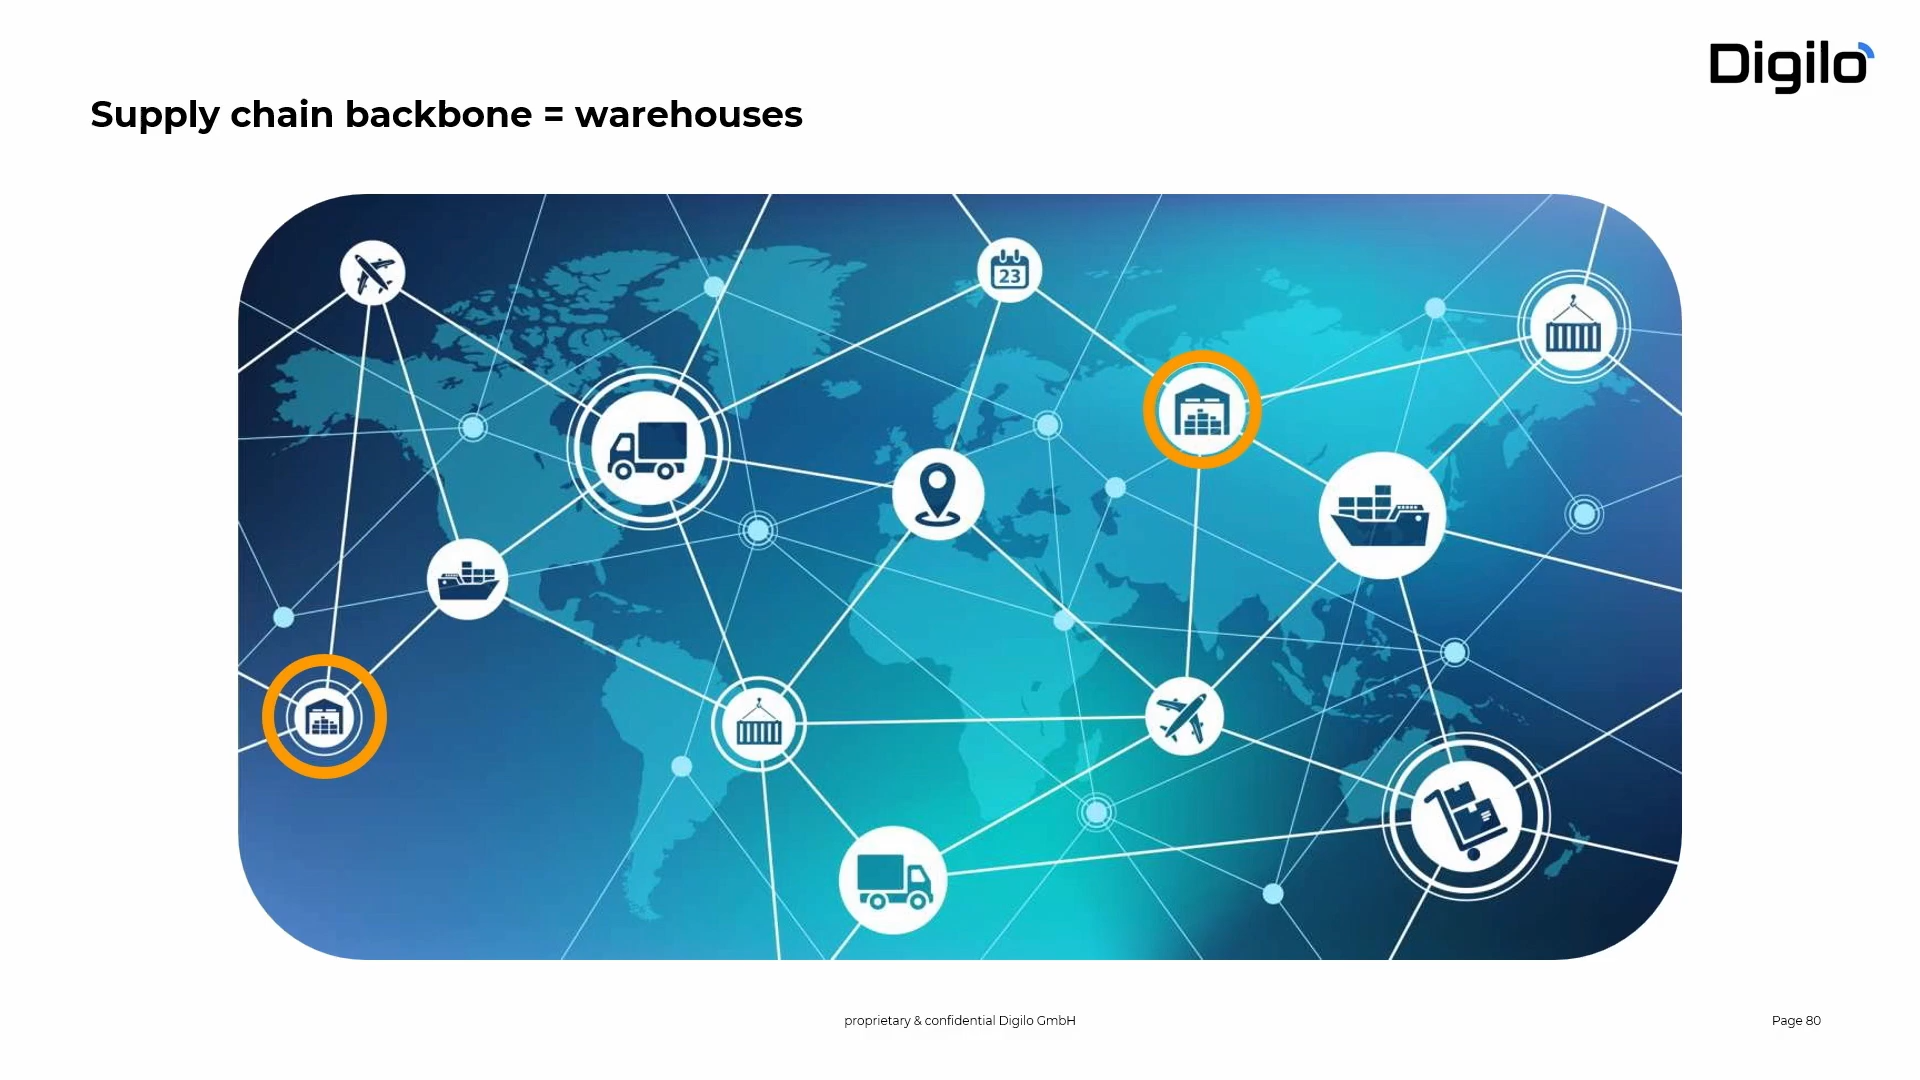 Digilo
Supply chain backbone = warehouses
23
proprietary & confidential Digilo GmbH
Page 80